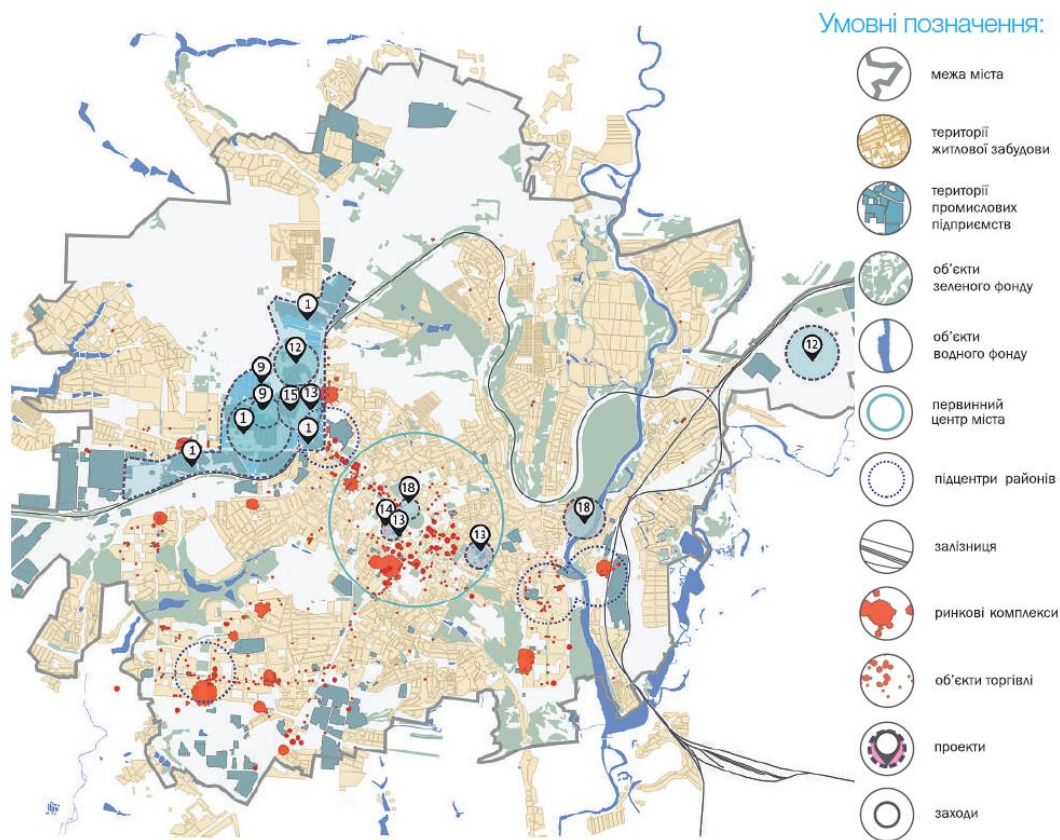 Умовні позначення:
межа міста
території
житлової забудови
території
промислових
підприємств
об'єкти
зеленого фонду
об'єкти
водного фонду
первинний
центр міста
підцентри районів
залізниця
ринкові комплекси
об'єкти торгівлі
проекти
заходи
1
12
12
9
9
15
13
1
1
1
18
14
13
13
18